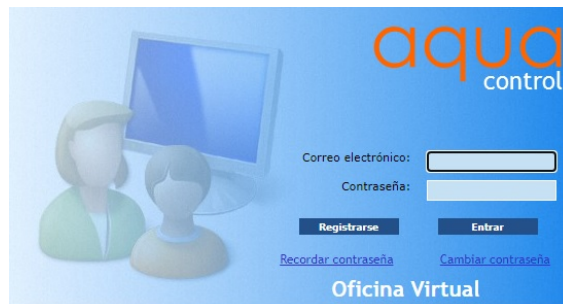 aqua
control
Correo electrónico:
Contraseña:
Registrarse Entrar
Recordar contraseña Cambiar contraseña
Oficina Virtual